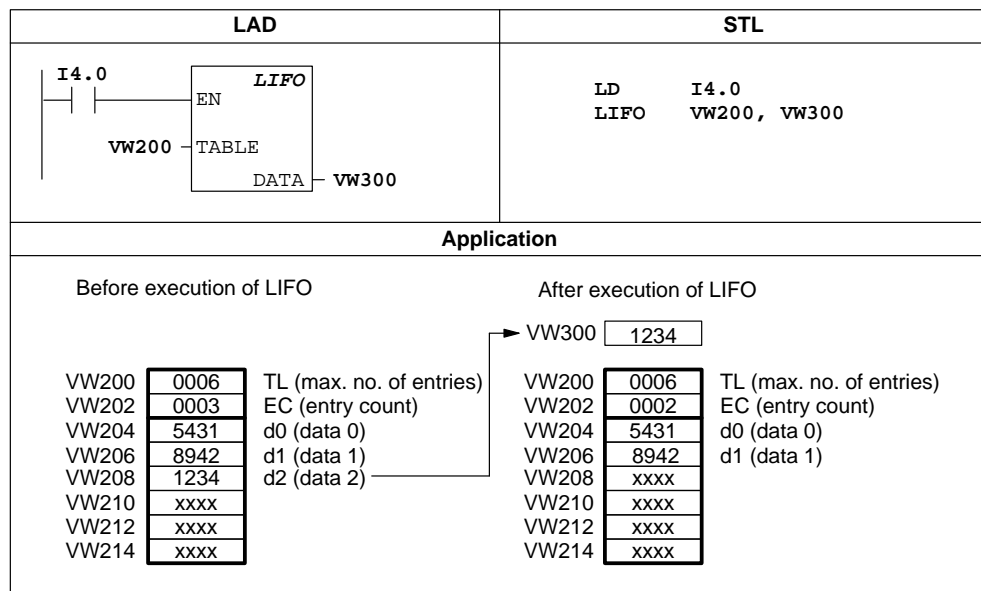 LAD
STL
I4.0
LIFO
EN
VW200
TABLE
DATA
VW300
LD I4.0
LIFO VW200, VW300
Application
Before execution of LIFO
VW200 0006 TL (max. no. of entries)
VW202 0003 EC (entry count)
VW204 5431 d0 (data 0)
VW206 8942 d1 (data 1)
VW208 1234 d2 (data 2)
VW210 xxxx
VW212 xxxx
VW214 xxxx
After execution of LIFO
VW300 1234
VW200 0006 TL (max. no. of entries)
VW202 0002 EC (entry count)
VW204 5431 d0 (data 0)
VW206 8942 d1 (data 1)
VW208 xxxx
VW210 xxxx
VW212 xxxx
VW214 xxxx